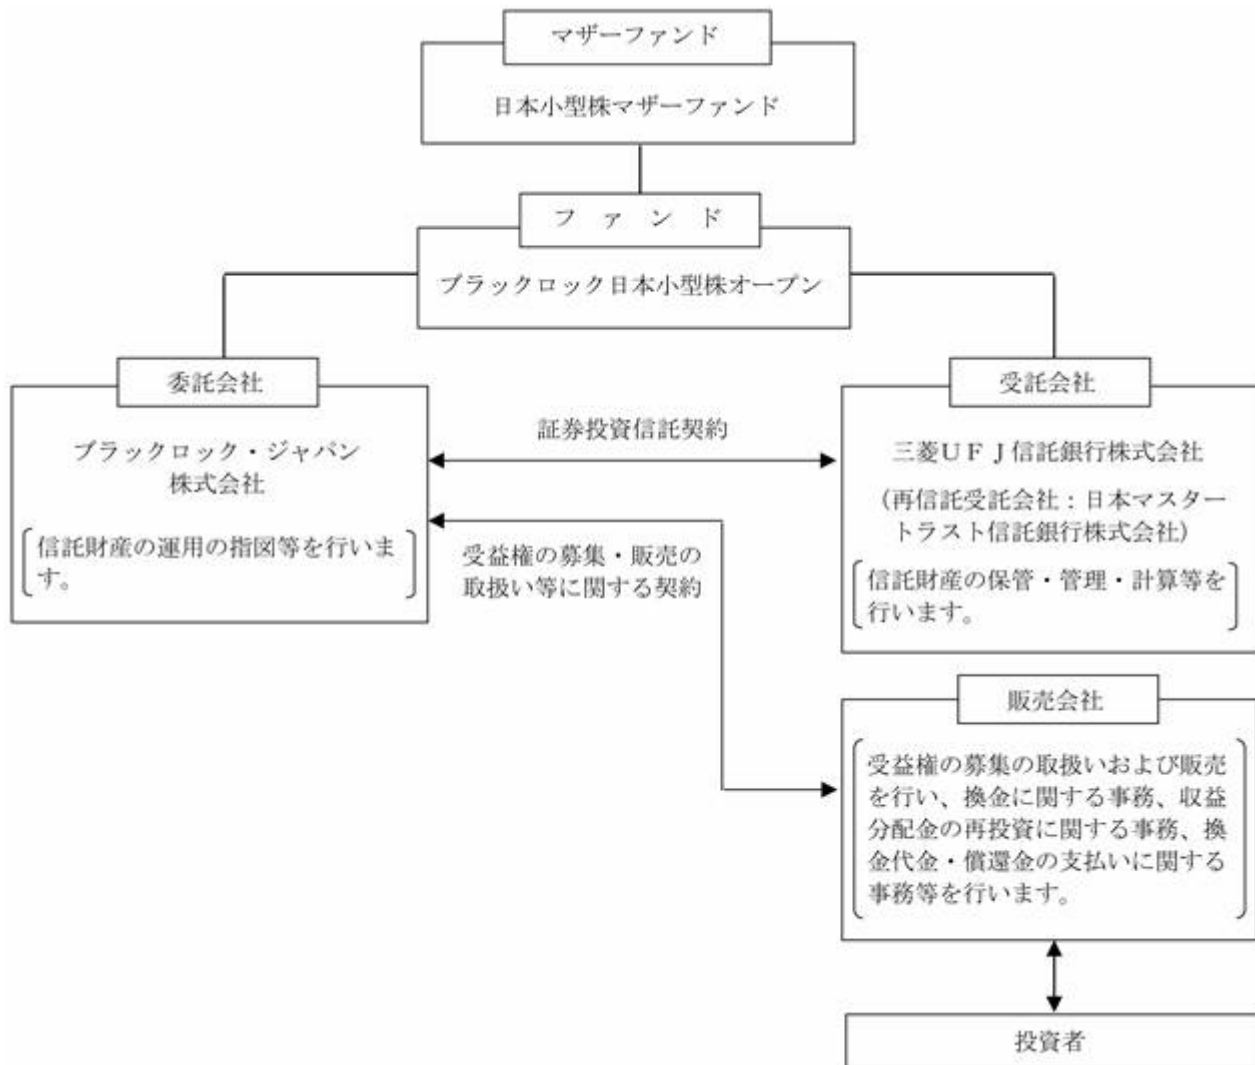 マザーファンド
日本小型株マザーファンド
ファンド
ブラックロック日本小型株オープン
委託会社
ブラックロック・ジャパン
株式会社
信託財産の運用の指図等を行いま
す。
証券投資信託契約
受益権の募集・販売の
取扱い等に関する契約
受託会社
三菱UFJ信託銀行株式会社
(再信託受託会社:日本マスター
トラスト信託銀行株式会社)
信託財産の保管・管理・計算等を
行います。
販売会社
受益権の募集の取扱いおよび販売
を行い、換金に関する事務、収益
分配金の再投資に関する事務、換
金代金・償還金の支払いに関する
事務等を行います。
投資者